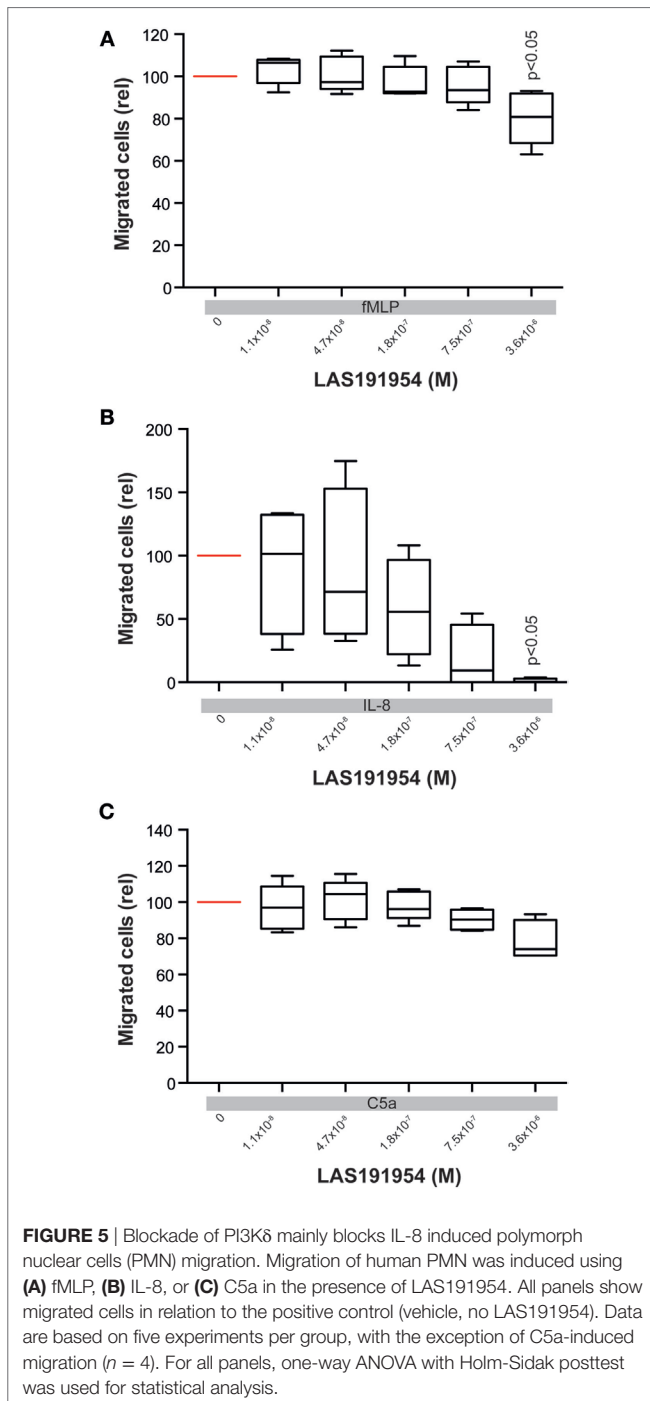 A
Migrated cells (rel)
120
100
80
60
40
20
0
p<0.05
fMLP
0
1.1x10⁻⁸
4.7x10⁻⁸
1.8x10⁻⁷
7.5x10⁻⁷
3.6x10⁻⁶
LAS191954 (M)
B
Migrated cells (rel)
200
150
100
50
0
p<0.05
IL-8
0
1.1x10⁻⁸
4.7x10⁻⁸
1.8x10⁻⁷
7.5x10⁻⁷
3.6x10⁻⁶
LAS191954 (M)
C
Migrated cells (rel)
140
120
100
80
60
40
20
0
C5a
0
1.1x10⁻⁸
4.7x10⁻⁸
1.8x10⁻⁷
7.5x10⁻⁷
3.6x10⁻⁶
LAS191954 (M)
FIGURE 5 | Blockade of PI3Kδ mainly blocks IL-8 induced polymorph
nuclear cells (PMN) migration. Migration of human PMN was induced using
(A) fMLP, (B) IL-8, or (C) C5a in the presence of LAS191954. All panels show
migrated cells in relation to the positive control (vehicle, no LAS191954). Data
are based on five experiments per group, with the exception of C5a-induced
migration (n = 4). For all panels, one-way ANOVA with Holm-Sidak posttest
was used for statistical analysis.